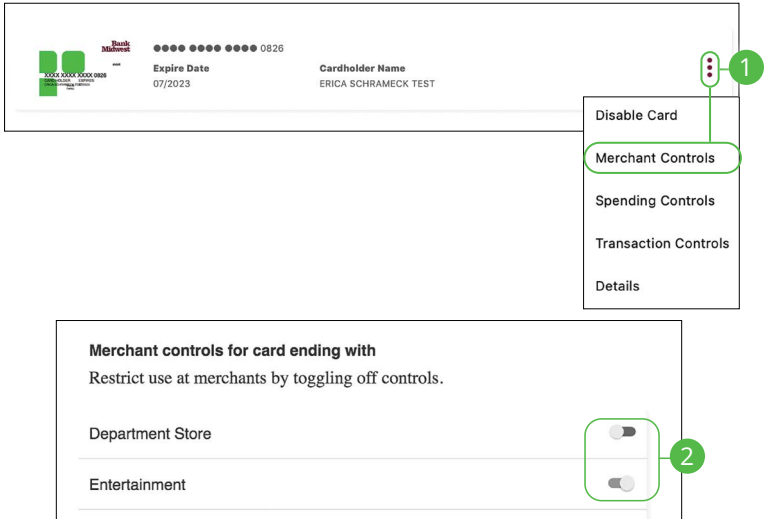 Bank
Midwest
●●●● ●●●● ●●●● 0826
XXXX XXXX XXXX 0826
Expire Date
Cardholder Name
07/2023
ERICA SCHRAMECK TEST
1
Disable Card
Merchant Controls
Spending Controls
Transaction Controls
Details
Merchant controls for card ending with
Restrict use at merchants by toggling off controls.
Department Store
Entertainment
2